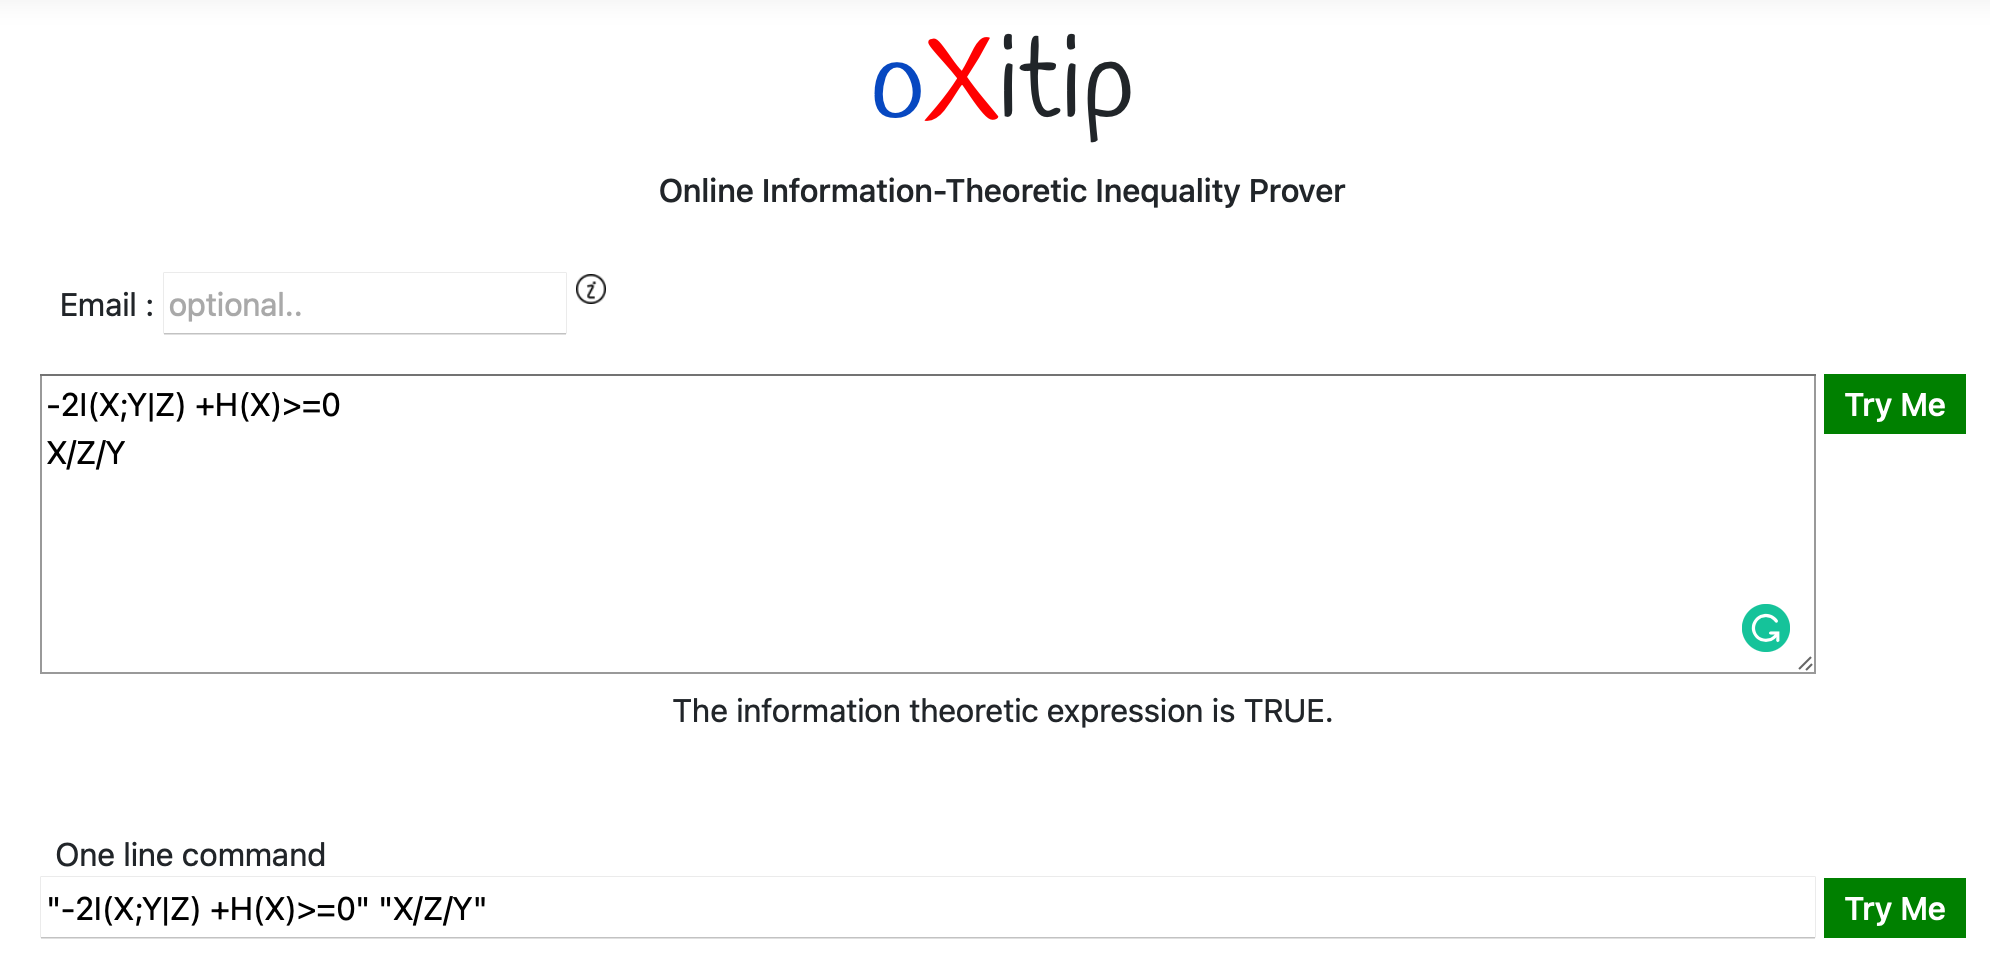 oXitip
Online Information-Theoretic Inequality Prover
Email : optional.. i
-2I(X;Y|Z) +H(X)>=0
X/Z/Y
Try Me
G
The information theoretic expression is TRUE.
One line command
"-2I(X;Y|Z) +H(X)>=0" "X/Z/Y"
Try Me